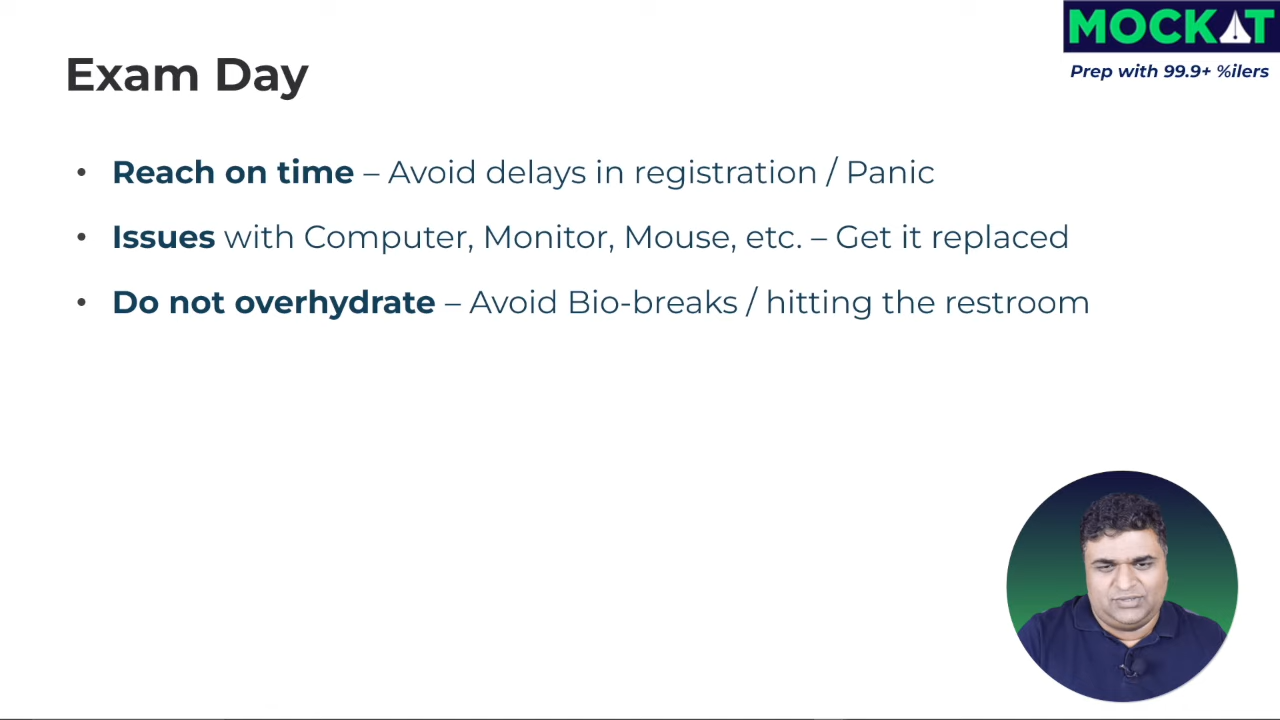 MOCKAT
Prep with 99.9+ %ilers
Exam Day
• Reach on time – Avoid delays in registration / Panic
• Issues with Computer, Monitor, Mouse, etc. – Get it replaced
• Do not overhydrate – Avoid Bio-breaks / hitting the restroom